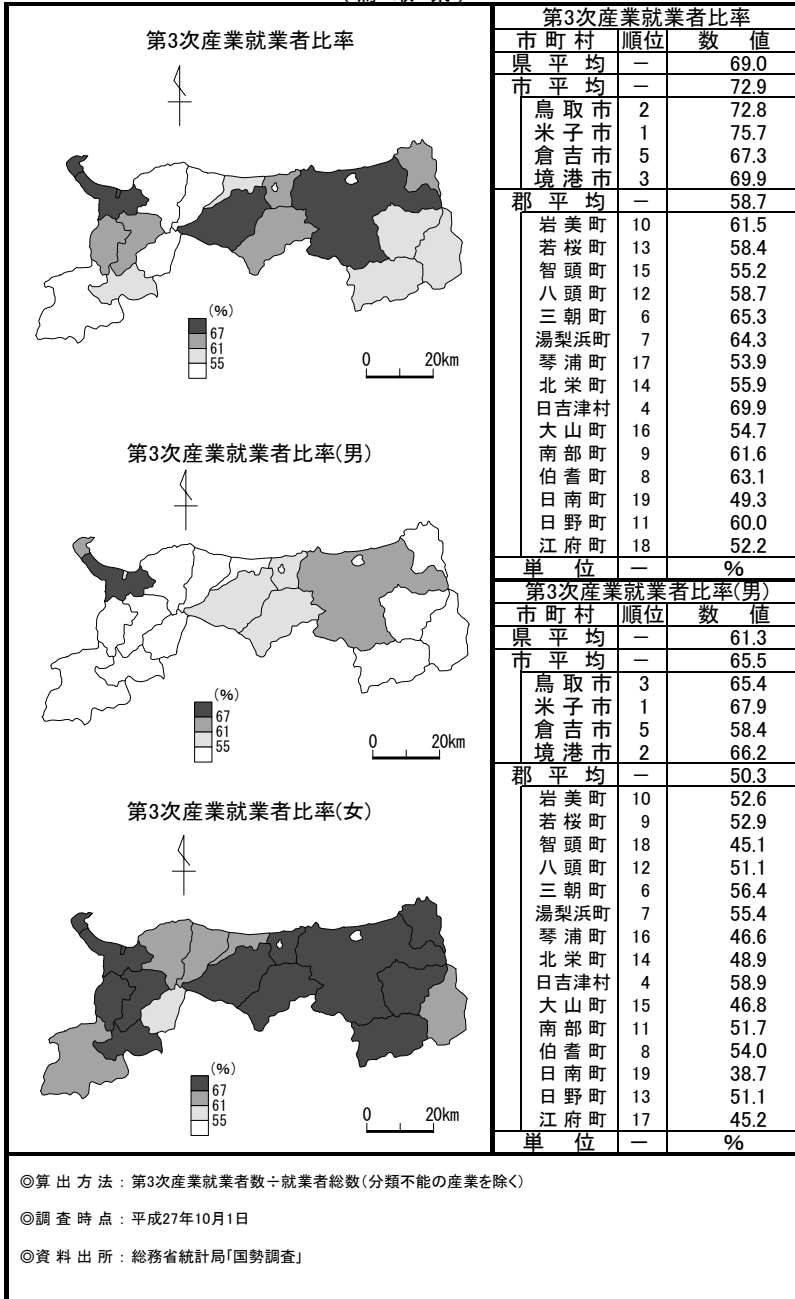 第3次産業就業者比率
(%)
67
61
55
0 20km
第3次産業就業者比率(男)
(%)
67
61
55
0 20km
第3次産業就業者比率(女)
(%)
67
61
55
0 20km
第3次産業就業者比率
市町村 順位 数値
県平均 － 69.0
市平均 － 72.9
鳥取市 2 72.8
米子市 1 75.7
倉吉市 5 67.3
境港市 3 69.9
郡平均 － 58.7
岩美町 10 61.5
若桜町 13 58.4
智頭町 15 55.2
八頭町 12 58.7
三朝町 6 65.3
湯梨浜町 7 64.3
琴浦町 17 53.9
北栄町 14 55.9
日吉津村 4 69.9
大山町 16 54.7
南部町 9 61.6
伯耆町 8 63.1
日南町 19 49.3
日野町 11 60.0
江府町 18 52.2
単位 － %
第3次産業就業者比率(男)
市町村 順位 数値
県平均 － 61.3
市平均 － 65.5
鳥取市 3 65.4
米子市 1 67.9
倉吉市 5 58.4
境港市 2 66.2
郡平均 － 50.3
岩美町 10 52.6
若桜町 9 52.9
智頭町 18 45.1
八頭町 12 51.1
三朝町 6 56.4
湯梨浜町 7 55.4
琴浦町 16 46.6
北栄町 14 48.9
日吉津村 4 58.9
大山町 15 46.8
南部町 11 51.7
伯耆町 8 54.0
日南町 19 38.7
日野町 13 51.1
江府町 17 45.2
単位 － %
◎算出方法：第3次産業就業者数÷就業者総数(分類不能の産業を除く)
◎調査時点：平成27年10月1日
◎資料出所：総務省統計局「国勢調査」